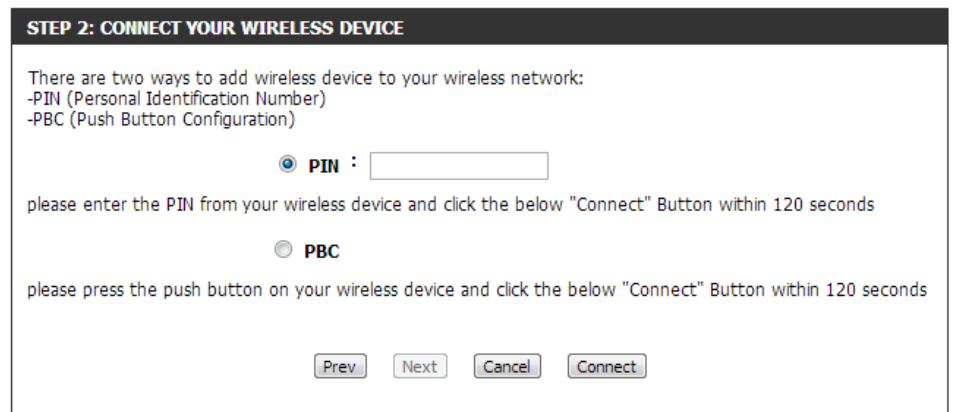 STEP 2: CONNECT YOUR WIRELESS DEVICE
There are two ways to add wireless device to your wireless network:
-PIN (Personal Identification Number)
-PBC (Push Button Configuration)
PIN :
please enter the PIN from your wireless device and click the below "Connect" Button within 120 seconds
PBC
please press the push button on your wireless device and click the below "Connect" Button within 120 seconds
Prev Next Cancel Connect